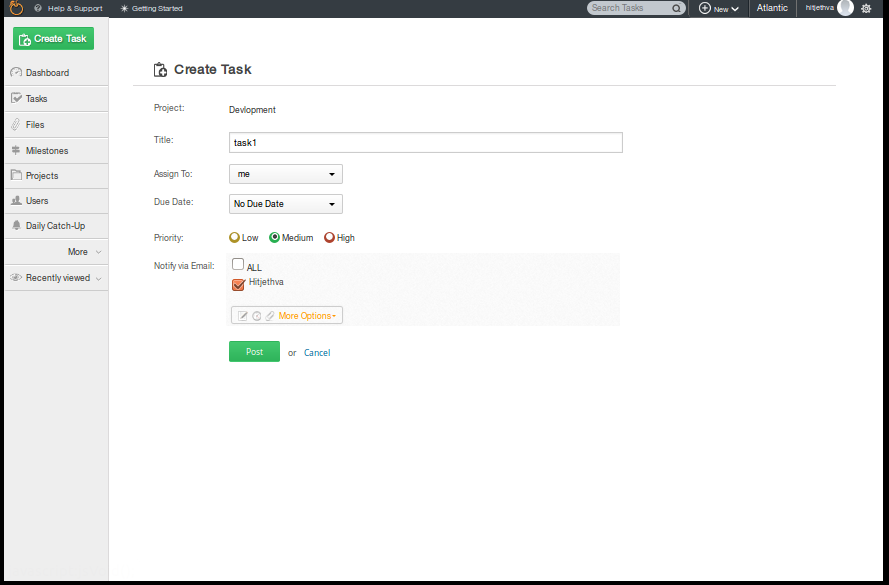 Help & Support Getting Started Search Tasks New Atlantic hitjethva
Create Task
Dashboard
Tasks
Files
Milestones
Projects
Users
Daily Catch-Up
More
Recently viewed
Create Task
Project: Devlopment
Title: task1
Assign To: me
Due Date: No Due Date
Priority: Low Medium High
Notify via Email: ALL
Hitjethva
More Options
Post or Cancel